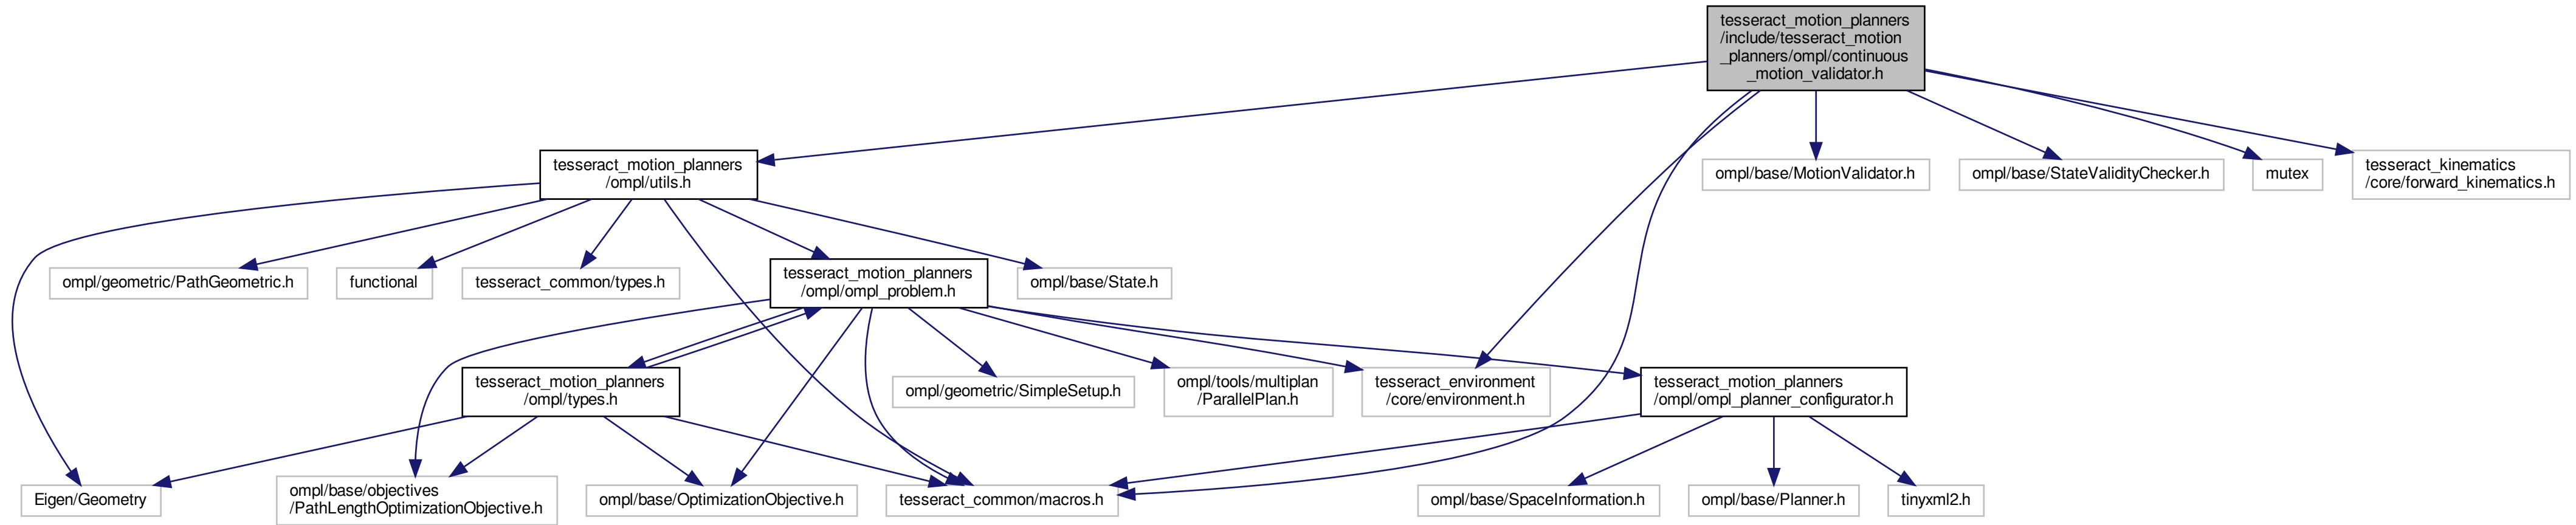 tesseract_motion_planners
/include/tesseract_motion
_planners/ompl/continuous
_motion_validator.h
tesseract_motion_planners
/ompl/utils.h
ompl/base/MotionValidator.h
ompl/base/StateValidityChecker.h
mutex
tesseract_kinematics
/core/forward_kinematics.h
ompl/geometric/PathGeometric.h
functional
tesseract_common/types.h
tesseract_motion_planners
/ompl/ompl_problem.h
ompl/base/State.h
tesseract_motion_planners
/ompl/types.h
ompl/geometric/SimpleSetup.h
ompl/tools/multiplan
/ParallelPlan.h
tesseract_environment
/core/environment.h
tesseract_motion_planners
/ompl/ompl_planner_configurator.h
Eigen/Geometry
ompl/base/objectives
/PathLengthOptimizationObjective.h
ompl/base/OptimizationObjective.h
tesseract_common/macros.h
ompl/base/SpaceInformation.h
ompl/base/Planner.h
tinyxml2.h